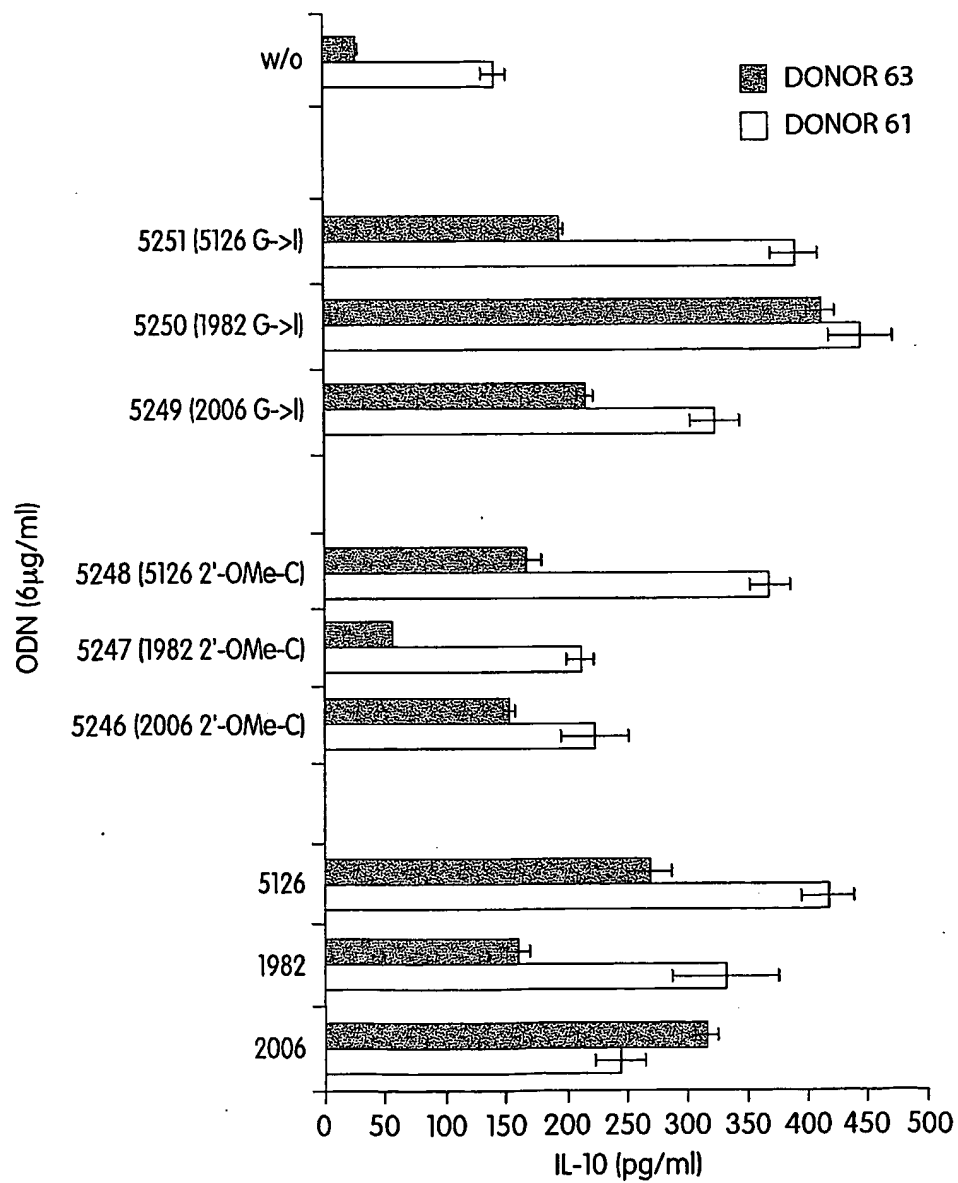 w/o
DONOR 63
DONOR 61
5251 (5126 G->I)
5250 (1982 G->I)
5249 (2006 G->I)
5248 (5126 2'-OMe-C)
5247 (1982 2'-OMe-C)
5246 (2006 2'-OMe-C)
5126
1982
2006
ODN (6µg/ml)
0 50 100 150 200 250 300 350 400 450 500
IL-10 (pg/ml)